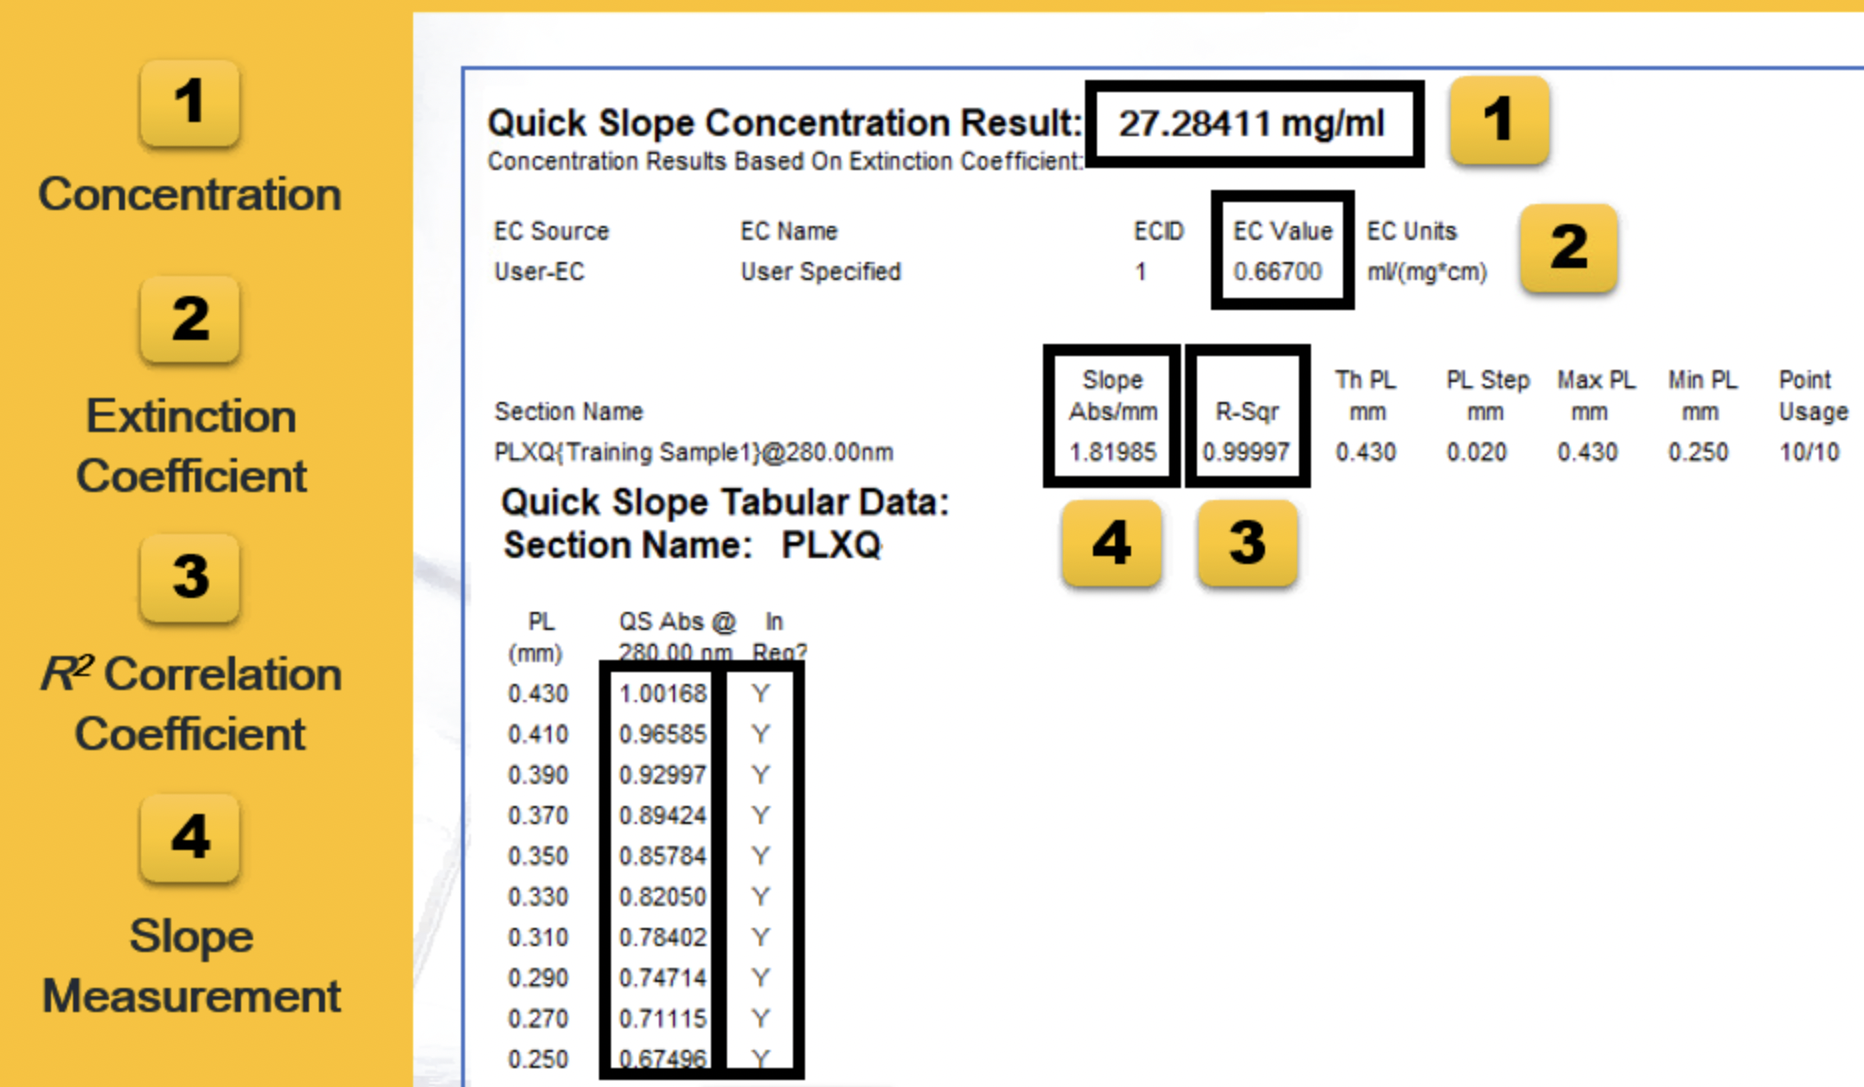 1
Concentration
2
Extinction
Coefficient
3
R² Correlation
Coefficient
4
Slope
Measurement
Quick Slope Concentration Result: 27.28411 mg/ml 1
Concentration Results Based On Extinction Coefficient:
EC Source EC Name ECID EC Value EC Units 2
User-EC User Specified 1 0.66700 ml/(mg*cm)
Slope Th PL PL Step Max PL Min PL Point
Section Name Abs/mm R-Sqr mm mm mm mm Usage
PLXQ{Training Sample1}@280.00nm 1.81985 0.99997 0.430 0.020 0.430 0.250 10/10
Quick Slope Tabular Data:
Section Name: PLXQ
4 3
PL QS Abs @ In
(mm) 280.00 nm Reg?
0.430 1.00168 Y
0.410 0.96585 Y
0.390 0.92997 Y
0.370 0.89424 Y
0.350 0.85784 Y
0.330 0.82050 Y
0.310 0.78402 Y
0.290 0.74714 Y
0.270 0.71115 Y
0.250 0.67496 Y